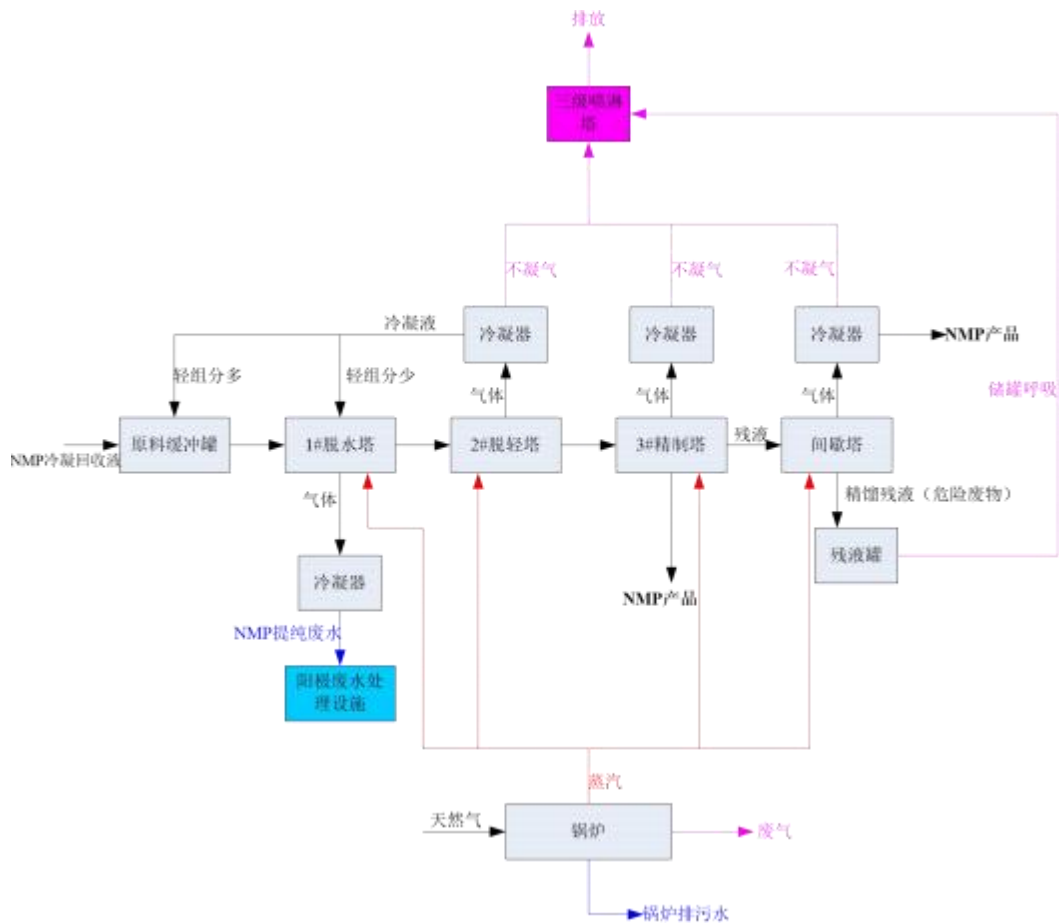 排放
三级喷淋
塔
不凝气
不凝气
不凝气
冷凝液
冷凝器
冷凝器
冷凝器
NMP产品
轻组分多
轻组分少
气体
气体
气体
储罐呼吸
NMP冷凝回收液
原料缓冲罐
1#脱水塔
2#脱轻塔
3#精制塔
残液
间歇塔
气体
精馏残液（危险废物）
冷凝器
残液罐
NMP产品
NMP提纯废水
阳极废水处
理设施
蒸汽
天然气
锅炉
废气
锅炉排污水